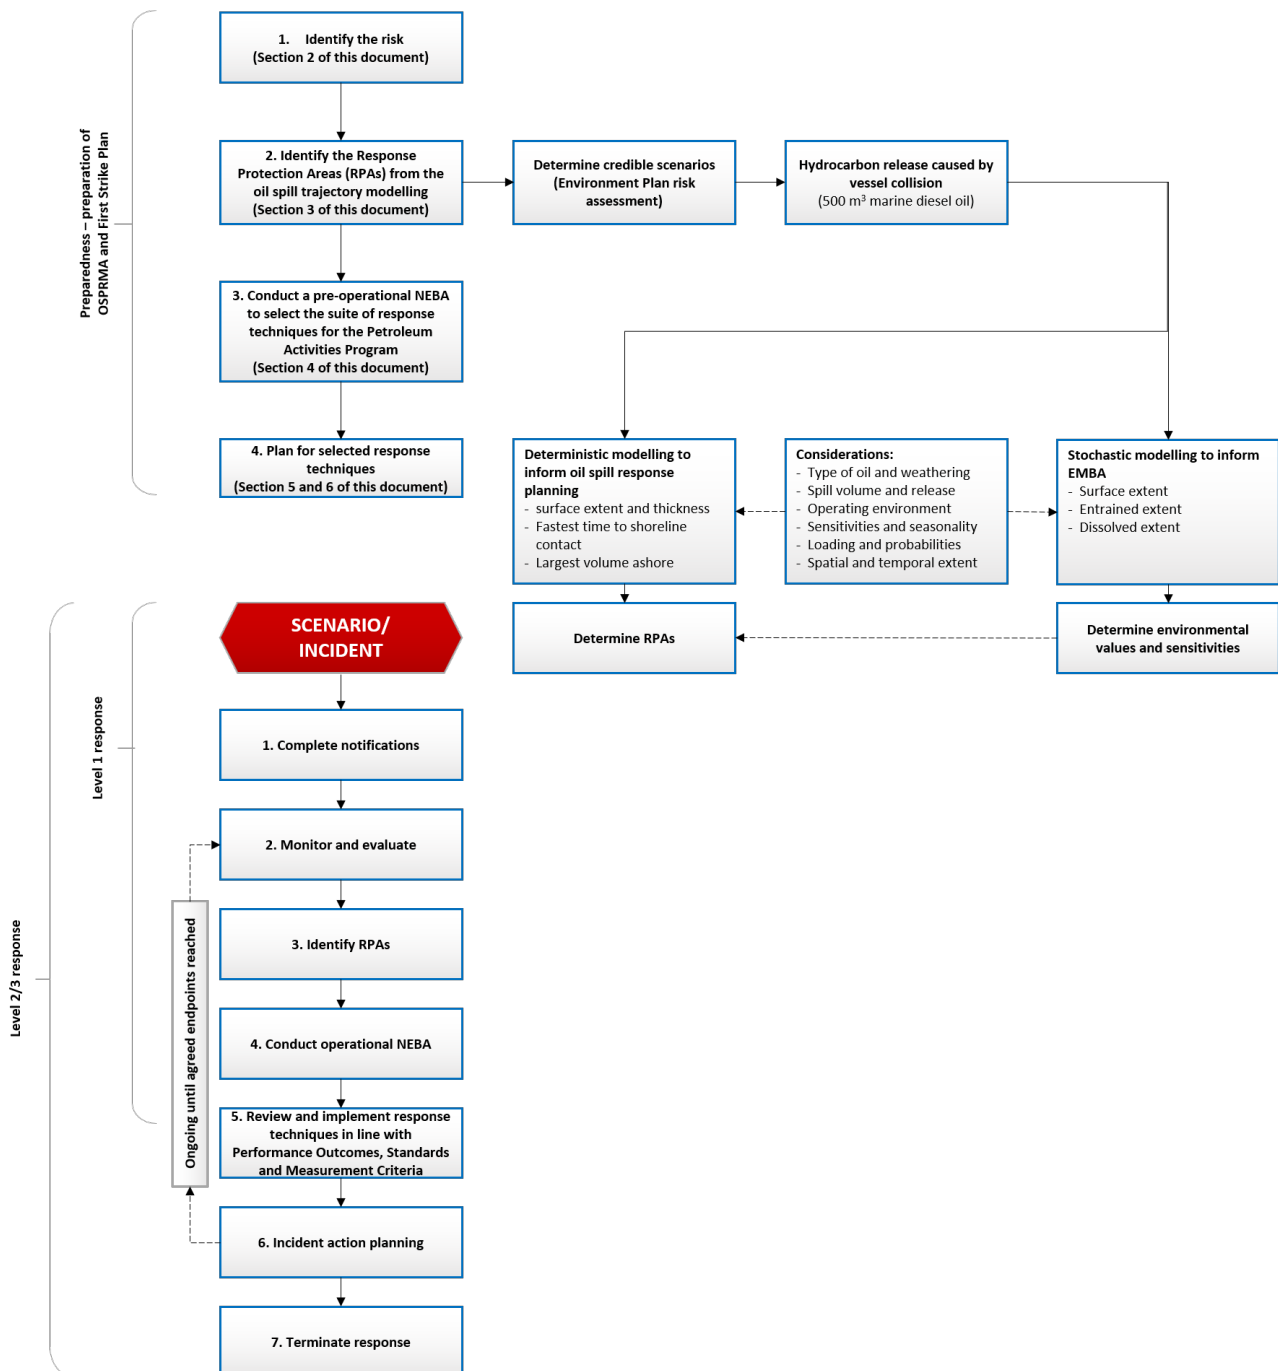 Preparedness – preparation of
OSPRMA and First Strike Plan
1. Identify the risk
(Section 2 of this document)
2. Identify the Response
Protection Areas (RPAs) from the
oil spill trajectory modelling
(Section 3 of this document)
Determine credible scenarios
(Environment Plan risk
assessment)
Hydrocarbon release caused by
vessel collision
(500 m³ marine diesel oil)
3. Conduct a pre-operational NEBA
to select the suite of response
techniques for the Petroleum
Activities Program
(Section 4 of this document)
4. Plan for selected response
techniques
(Section 5 and 6 of this document)
Deterministic modelling to
inform oil spill response
planning
- surface extent and thickness
- Fastest time to shoreline
contact
- Largest volume ashore
Considerations:
- Type of oil and weathering
- Spill volume and release
- Operating environment
- Sensitivities and seasonality
- Loading and probabilities
- Spatial and temporal extent
Stochastic modelling to inform
EMBA
- Surface extent
- Entrained extent
- Dissolved extent
Determine RPAs
Determine environmental
values and sensitivities
Level 2/3 response
Level 1 response
SCENARIO/
INCIDENT
1. Complete notifications
2. Monitor and evaluate
3. Identify RPAs
4. Conduct operational NEBA
5. Review and implement response
techniques in line with
Performance Outcomes, Standards
and Measurement Criteria
6. Incident action planning
7. Terminate response
Ongoing until agreed endpoints reached